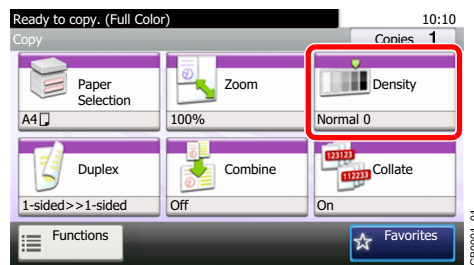 Ready to copy. (Full Color)
10:10
Copy
Copies 1
Paper
Selection
A4
Zoom
100%
Density
Normal 0
Duplex
1-sided>>1-sided
Combine
Off
123123
112233
Collate
On
Functions
Favorites